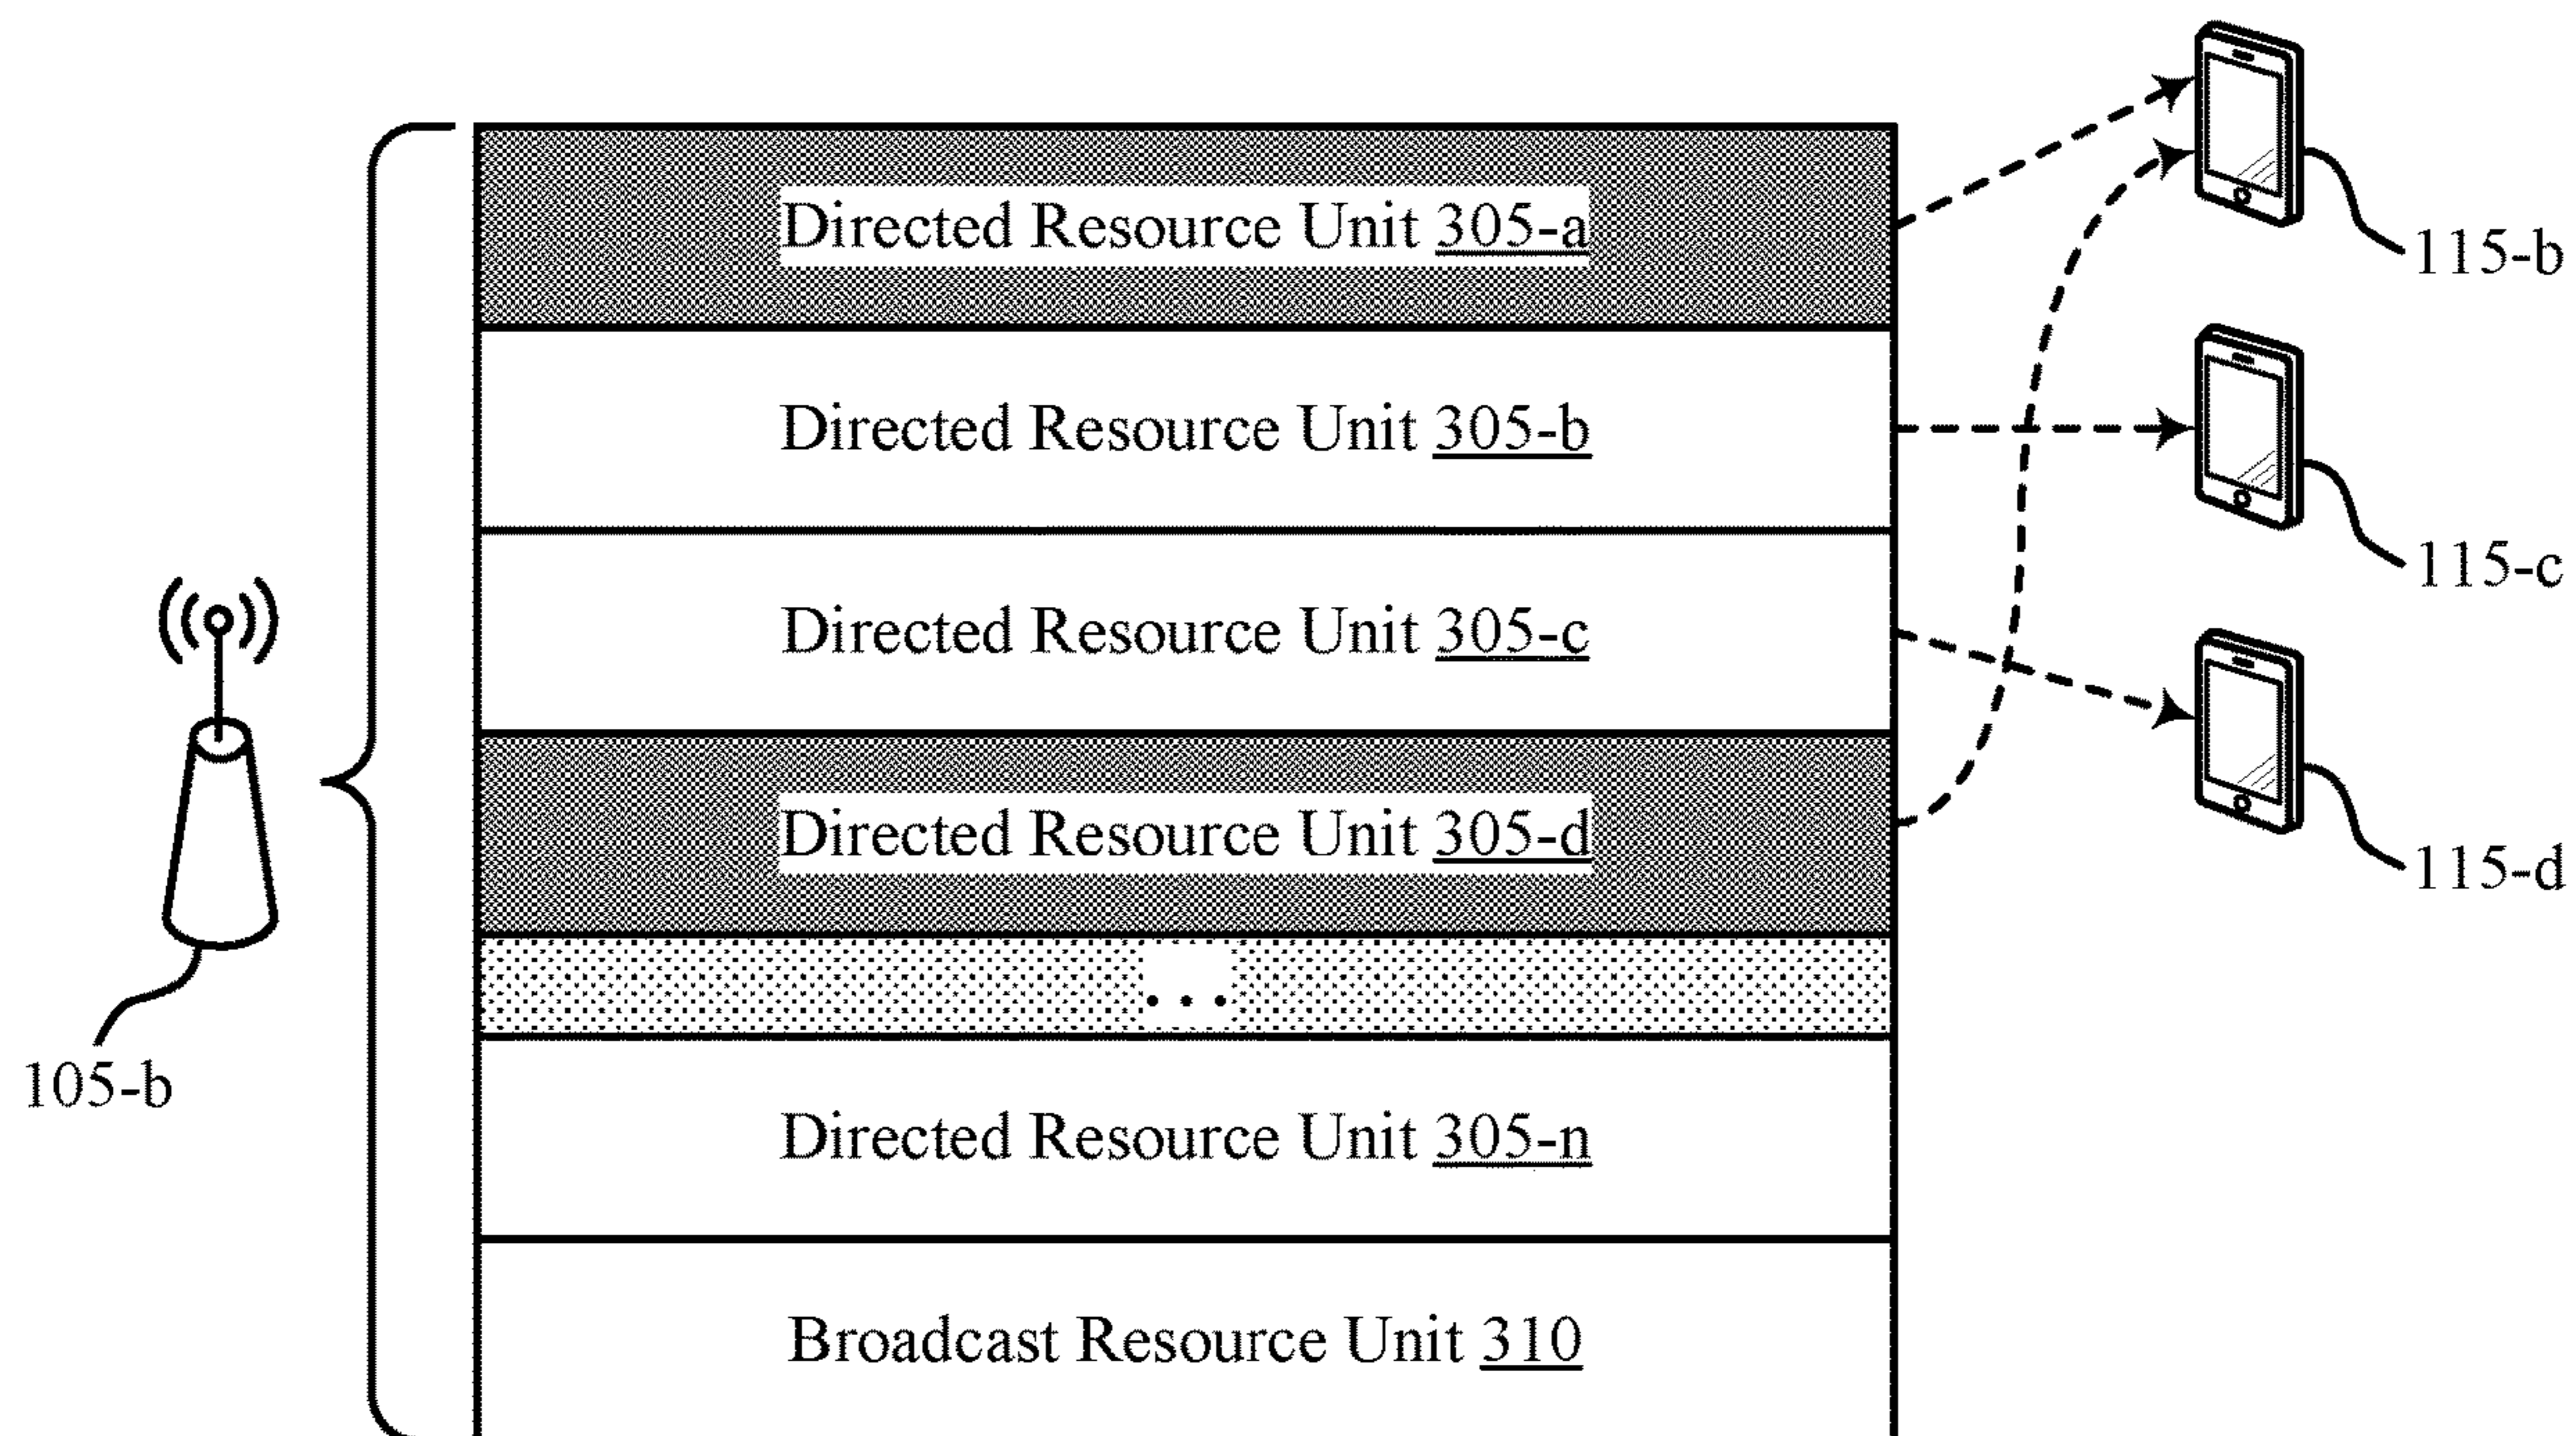 Directed Resource Unit 305-a
115-b
Directed Resource Unit 305-b
115-c
Directed Resource Unit 305-c
Directed Resource Unit 305-d
115-d
...
105-b
Directed Resource Unit 305-n
Broadcast Resource Unit 310